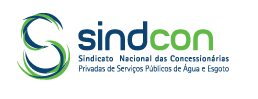 sindcon
Sindicato Nacional das Concessionárias
Privadas de Serviços Públicos de Água e Esgoto